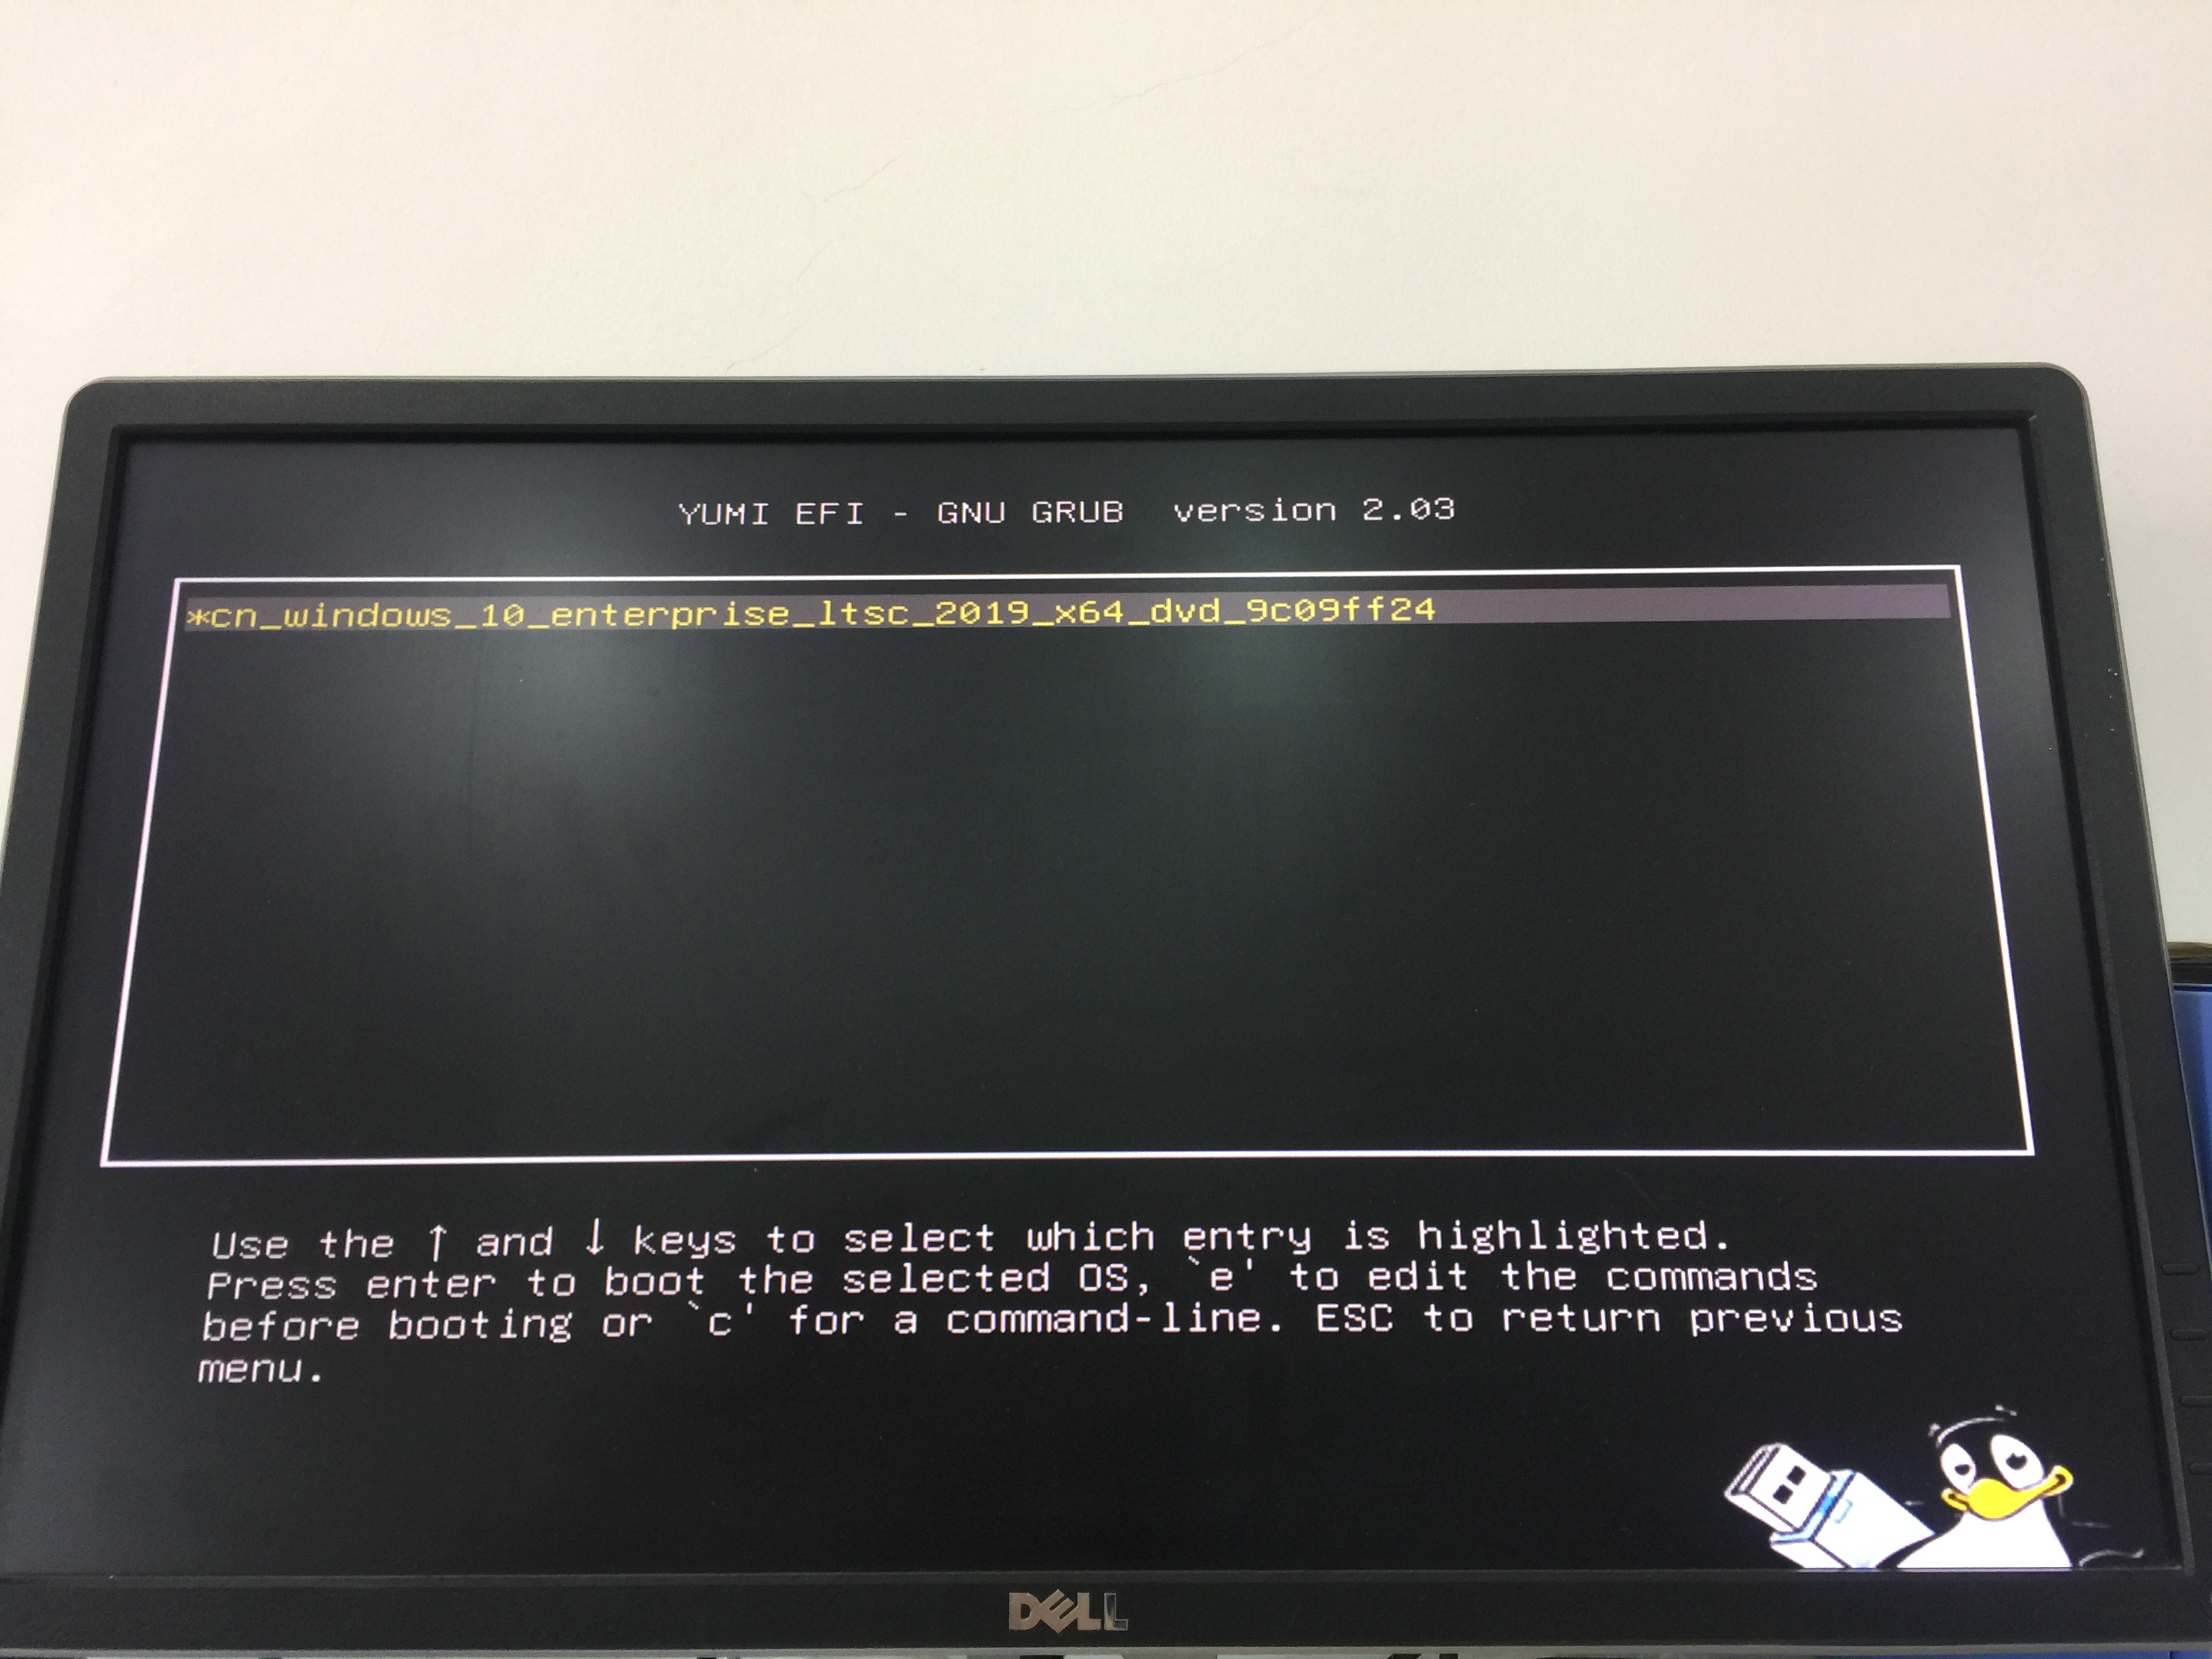 YUMI EFI - GNU GRUB  version 2.03
*cn_windows_10_enterprise_ltsc_2019_x64_dvd_9c09ff24
Use the ↑ and ↓ keys to select which entry is highlighted.
Press enter to boot the selected OS, `e' to edit the commands
before booting or `c' for a command-line. ESC to return previous
menu.
DELL